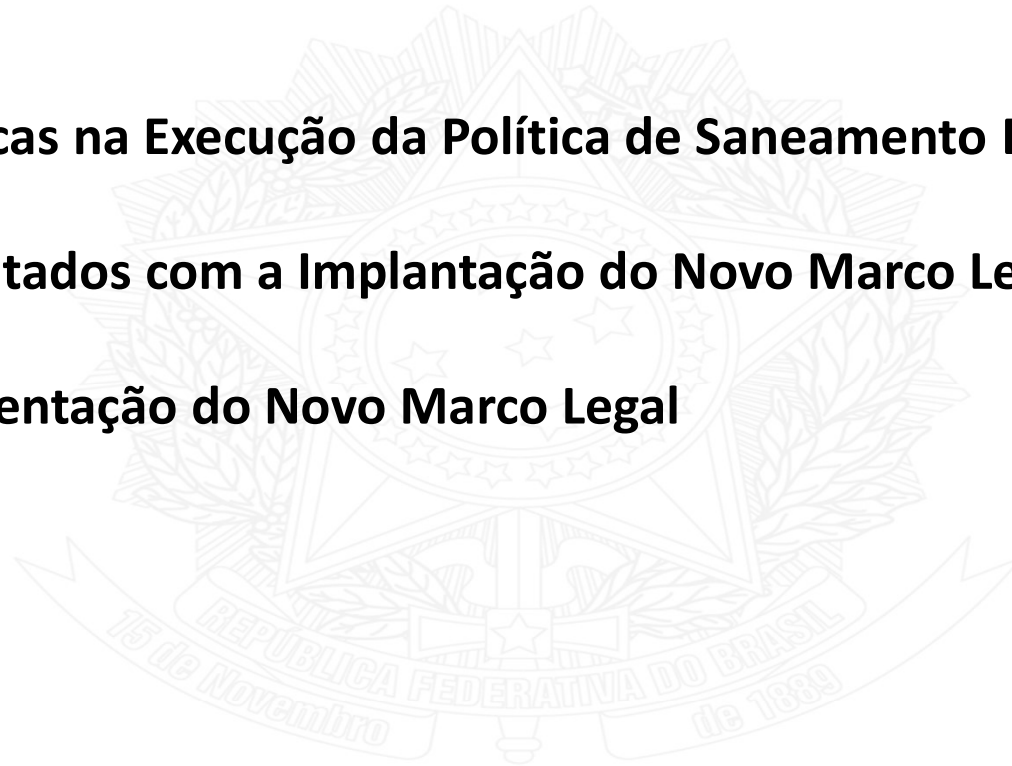 cas na Execução da Política de Saneamento
tados com a Implantação do Novo Marco Le
entação do Novo Marco Legal
REPÚBLICA FEDERATIVA DO BRASIL
15 de Novembro de 1889